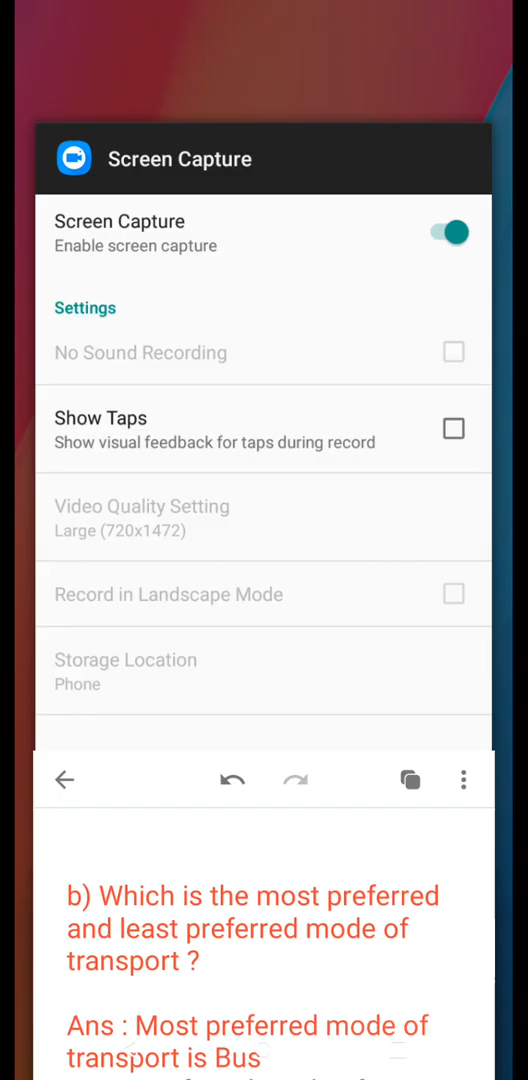 Screen Capture
Screen Capture
Enable screen capture
Settings
No Sound Recording
Show Taps
Show visual feedback for taps during record
Video Quality Setting
Large (720x1472)
Record in Landscape Mode
Storage Location
Phone
b) Which is the most preferred
and least preferred mode of
transport ?
Ans : Most preferred mode of
transport is Bus